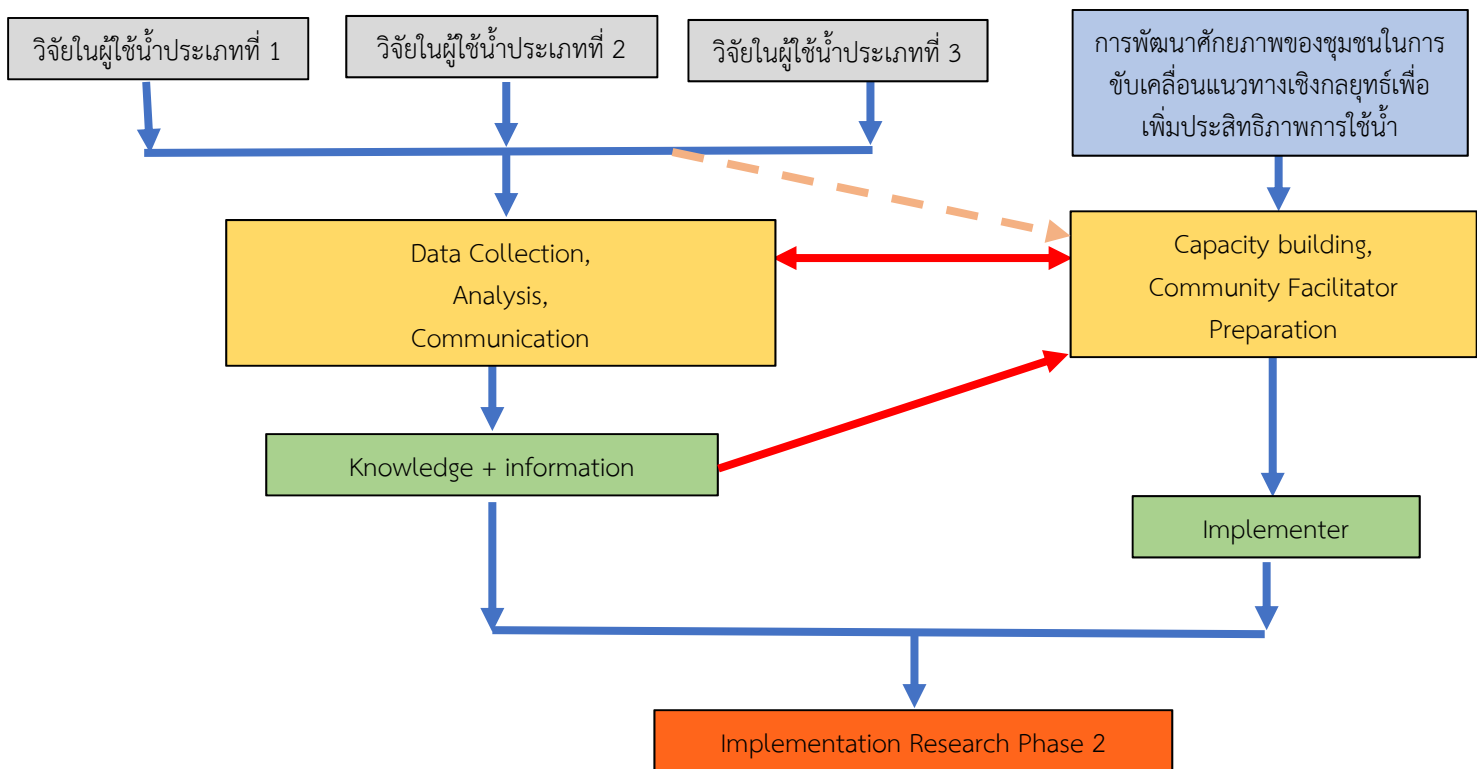 วิจัยในผู้ใช้น้ำประเภทที่ 1
วิจัยในผู้ใช้น้ำประเภทที่ 2
วิจัยในผู้ใช้น้ำประเภทที่ 3
การพัฒนาศักยภาพของชุมชนในการ
ขับเคลื่อนแนวทางเชิงกลยุทธ์เพื่อ
เพิ่มประสิทธิภาพการใช้น้ำ
Data Collection,
Analysis,
Communication
Capacity building,
Community Facilitator
Preparation
Knowledge + information
Implementer
Implementation Research Phase 2